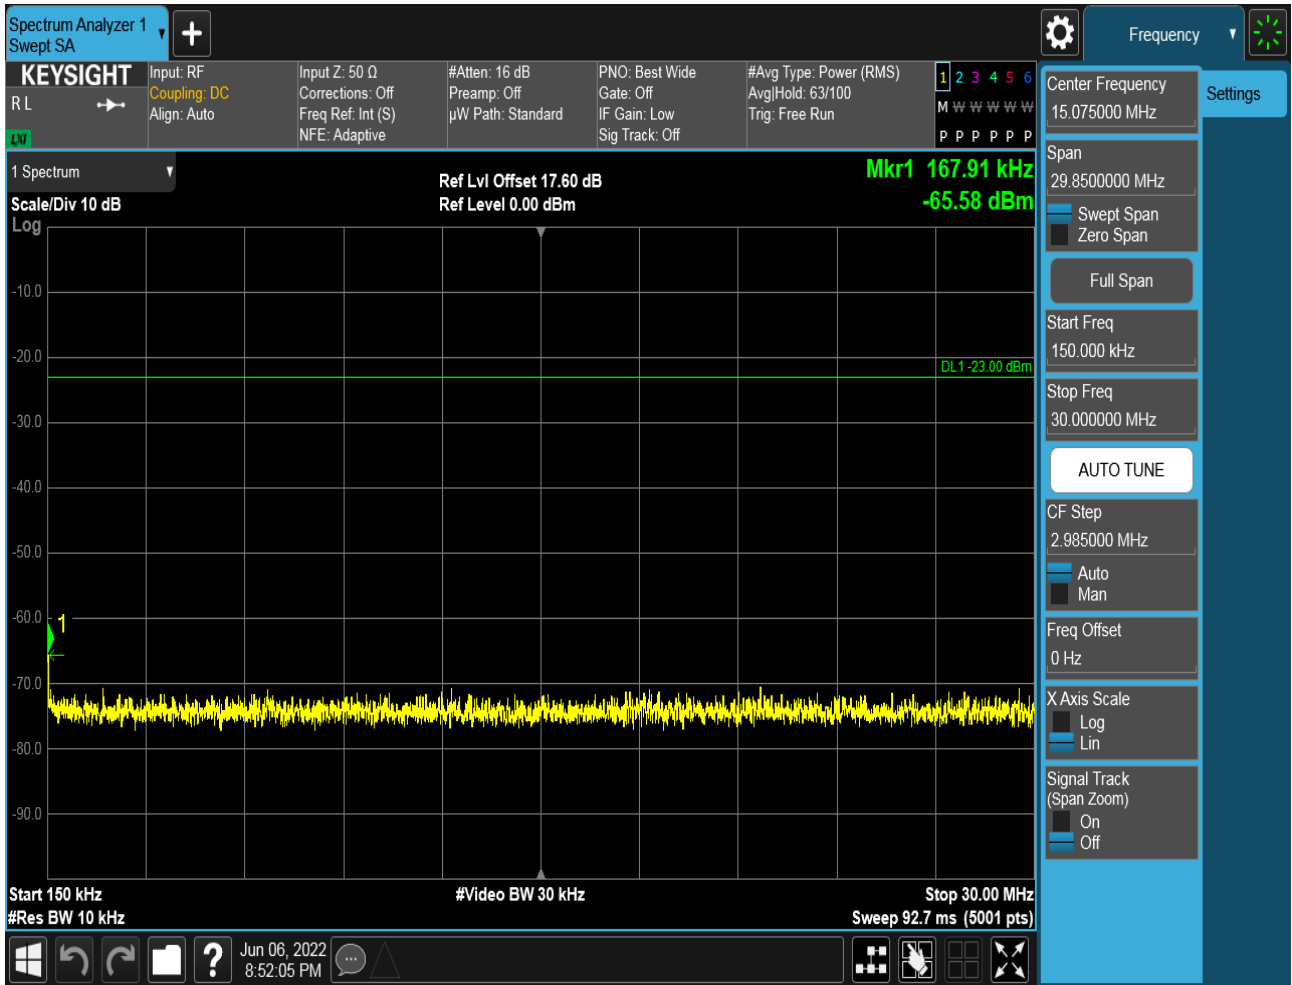 Spectrum Analyzer 1
Swept SA
Frequency
KEYSIGHT
R L
LXI
Input: RF
Coupling: DC
Align: Auto
Input Z: 50 Ω
Corrections: Off
Freq Ref: Int (S)
NFE: Adaptive
#Atten: 16 dB
Preamp: Off
µW Path: Standard
PNO: Best Wide
Gate: Off
IF Gain: Low
Sig Track: Off
#Avg Type: Power (RMS)
Avg|Hold: 63/100
Trig: Free Run
1 2 3 4 5 6
M W W W W W
P P P P P P
1 Spectrum
Scale/Div 10 dB
Log
Ref Lvl Offset 17.60 dB
Ref Level 0.00 dBm
Mkr1 167.91 kHz
-65.58 dBm
-10.0
-20.0
DL1 -23.00 dBm
-30.0
-40.0
-50.0
-60.0
1
-70.0
-80.0
-90.0
Start 150 kHz
#Res BW 10 kHz
#Video BW 30 kHz
Stop 30.00 MHz
Sweep 92.7 ms (5001 pts)
Jun 06, 2022
8:52:05 PM
Center Frequency
15.075000 MHz
Settings
Span
29.8500000 MHz
Swept Span
Zero Span
Full Span
Start Freq
150.000 kHz
Stop Freq
30.000000 MHz
AUTO TUNE
CF Step
2.985000 MHz
Auto
Man
Freq Offset
0 Hz
X Axis Scale
Log
Lin
Signal Track
(Span Zoom)
On
Off